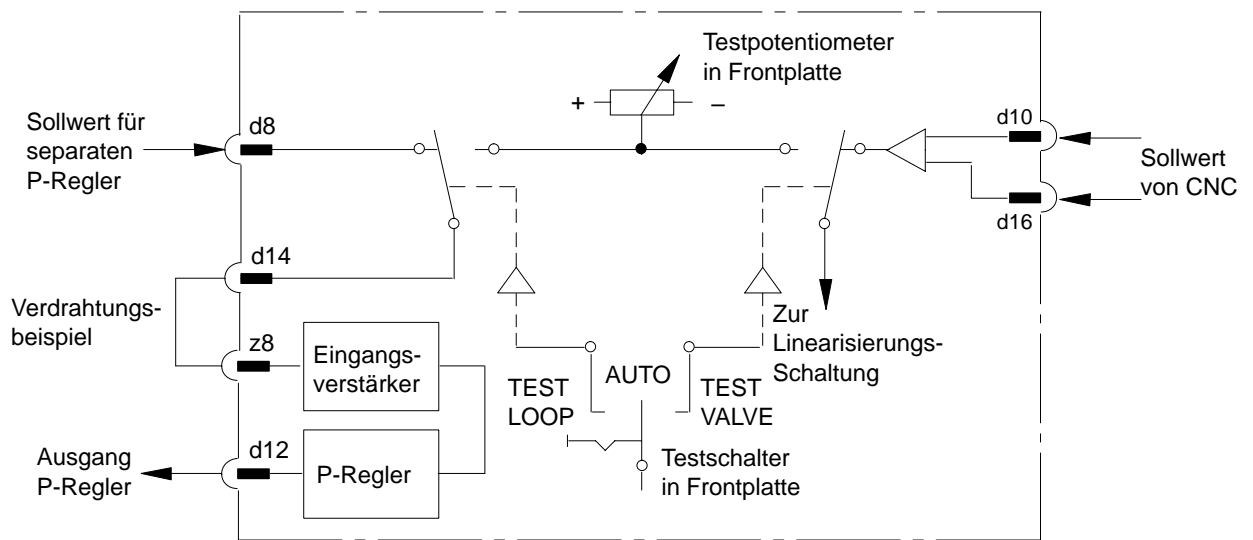 Testpotentiometer
in Frontplatte
+
–
Sollwert für
separaten
P-Regler
d8
d10
Sollwert
von CNC
d16
d14
Verdrahtungs-
beispiel
z8
Eingangs-
verstärker
Zur
Linearisierungs-
Schaltung
AUTO
TEST
LOOP
TEST
VALVE
Ausgang
P-Regler
d12
P-Regler
Testschalter
in Frontplatte